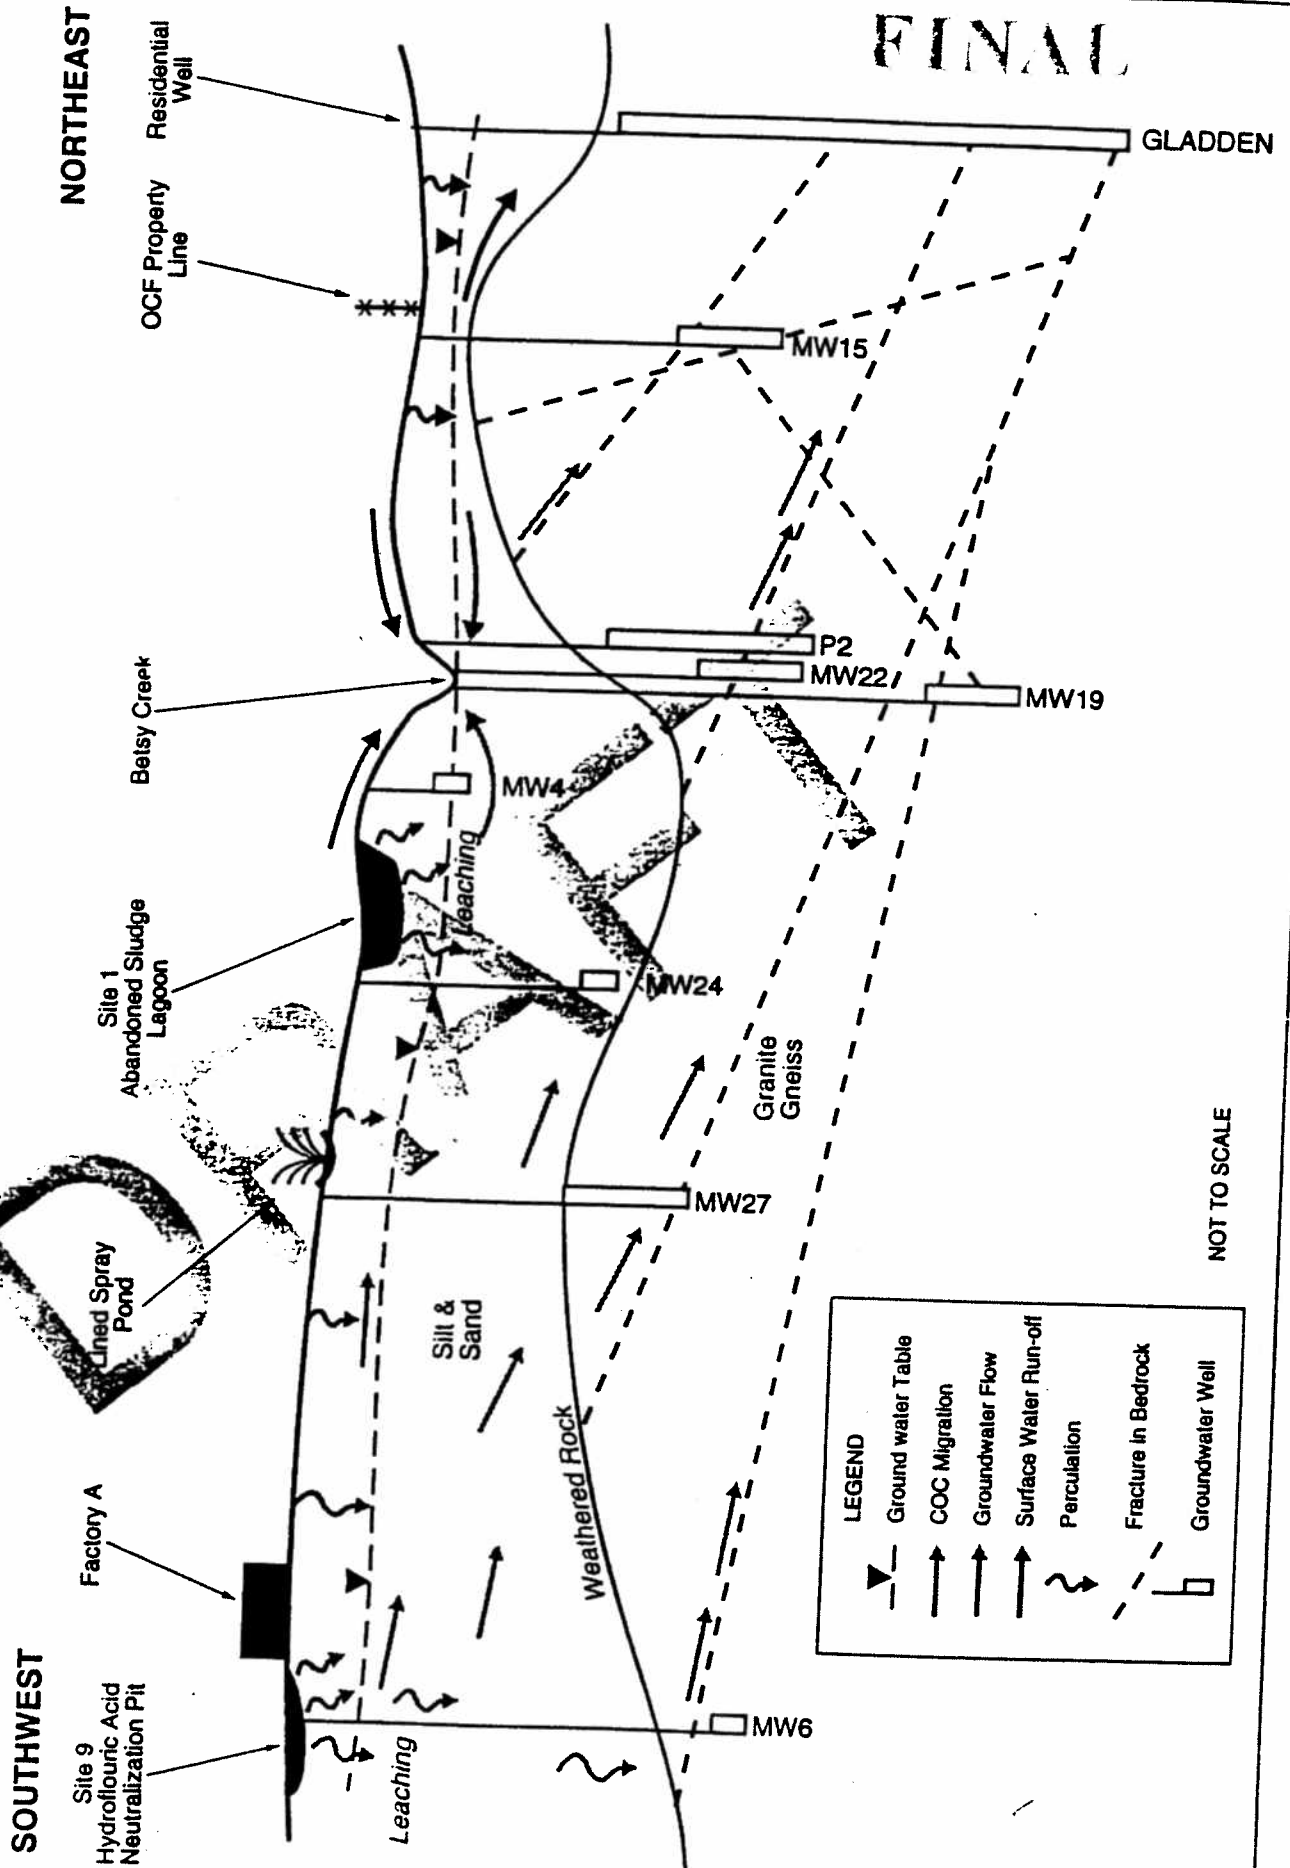 FINAL
SOUTHWEST
NORTHEAST
Site 9
Hydroflouric Acid
Neutralization Pit
Factory A
Lined Spray
Pond
Site 1
Abandoned Sludge
Lagoon
Betsy Creek
OCF Property
Line
Residential
Well
Leaching
Silt &
Sand
Leaching
Weathered Rock
Granite
Gneiss
MW6
MW27
MW24
MW4
MW19
MW22
P2
MW15
GLADDEN
DRAFT
LEGEND
Ground water Table
COC Migration
Groundwater Flow
Surface Water Run-off
Perculation
Fracture in Bedrock
Groundwater Well
NOT TO SCALE